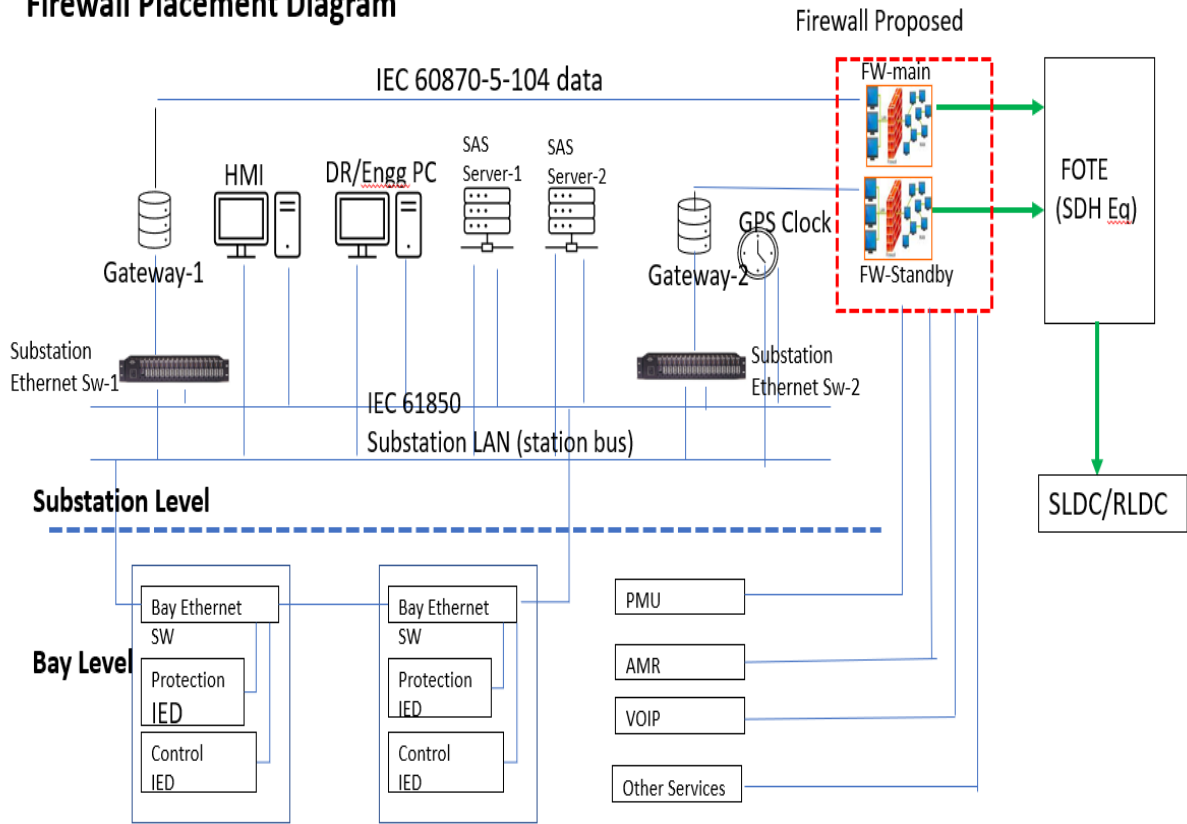 Firewall Placement Diagram
Firewall Proposed
IEC 60870-5-104 data
FW-main
FOTE
(SDH Eq)
HMI
DR/Engg PC
SAS
Server-1
SAS
Server-2
GPS Clock
Gateway-1
Gateway-2
FW-Standby
Substation
Ethernet Sw-1
Substation
Ethernet Sw-2
IEC 61850
Substation LAN (station bus)
Substation Level
SLDC/RLDC
Bay Ethernet
SW
Bay Ethernet
SW
PMU
Bay Level
Protection
IED
Protection
IED
AMR
VOIP
Control
IED
Control
IED
Other Services